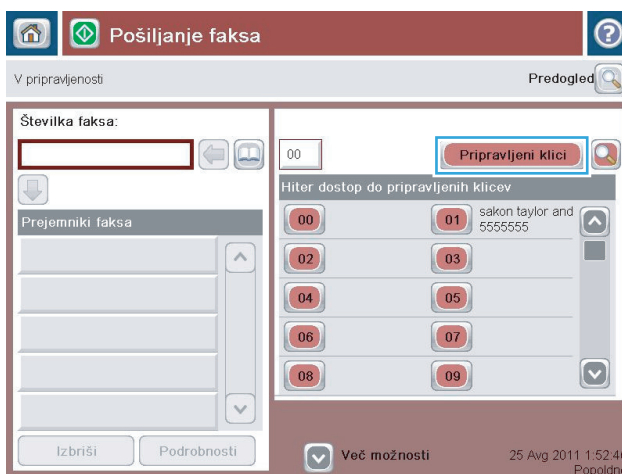 Pošiljanje faksa
?
V pripravljenosti
Predogled
Številka faksa:
00
Pripravljeni klici
Hiter dostop do pripravljenih klicev
Prejemniki faksa
00
01
sakon taylor and
5555555
02
03
04
05
06
07
08
09
Izbriši
Podrobnosti
Več možnosti
25 Avg 2011 1:52:4
Popoldn